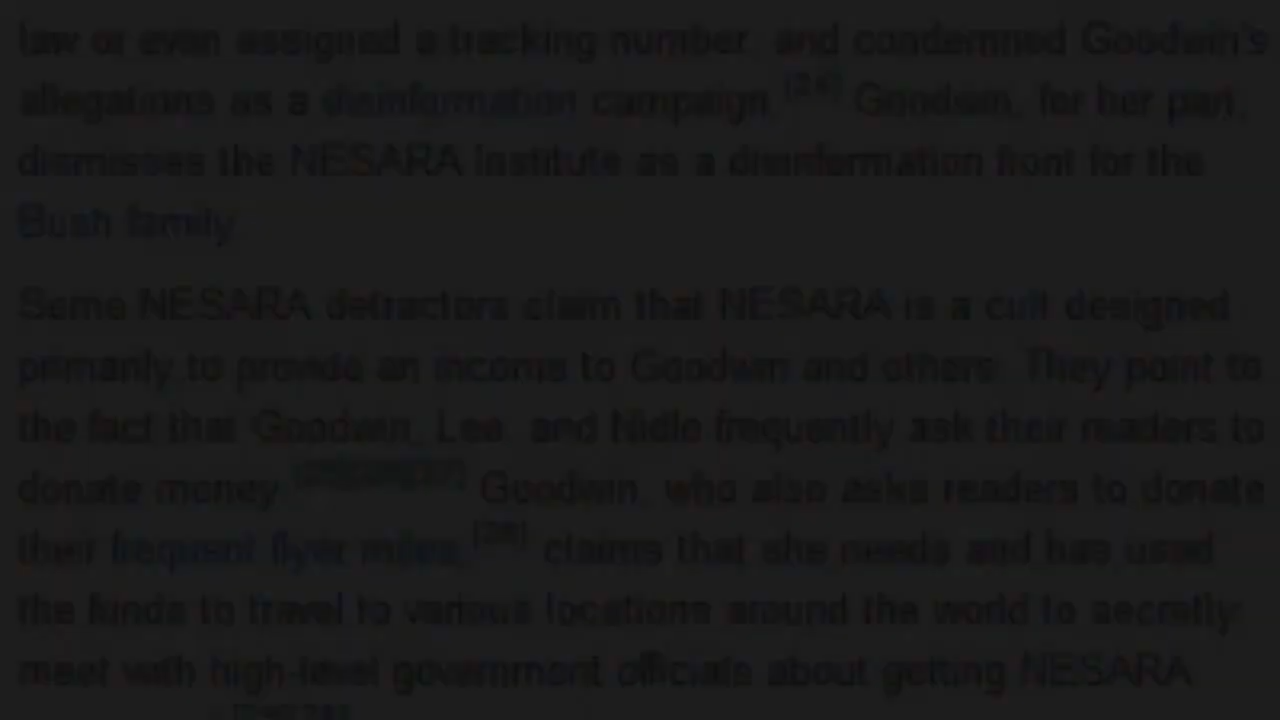 law or even assigned a tracking number, and condemned Goodwin's
allegations as a disinformation campaign.[24] Goodwin, for her part,
dismisses the NESARA Institute as a disinformation front for the
Bush family.
Some NESARA detractors claim that NESARA is a cult designed
primarily to provide an income to Goodwin and others. They point to
the fact that Goodwin, Lee, and Nidle frequently ask their readers to
donate money. Goodwin, who also asks readers to donate
their frequent flyer miles, claims that she needs and has used
the funds to travel to various locations around the world to secretly
meet with high-level government officials about getting NESARA